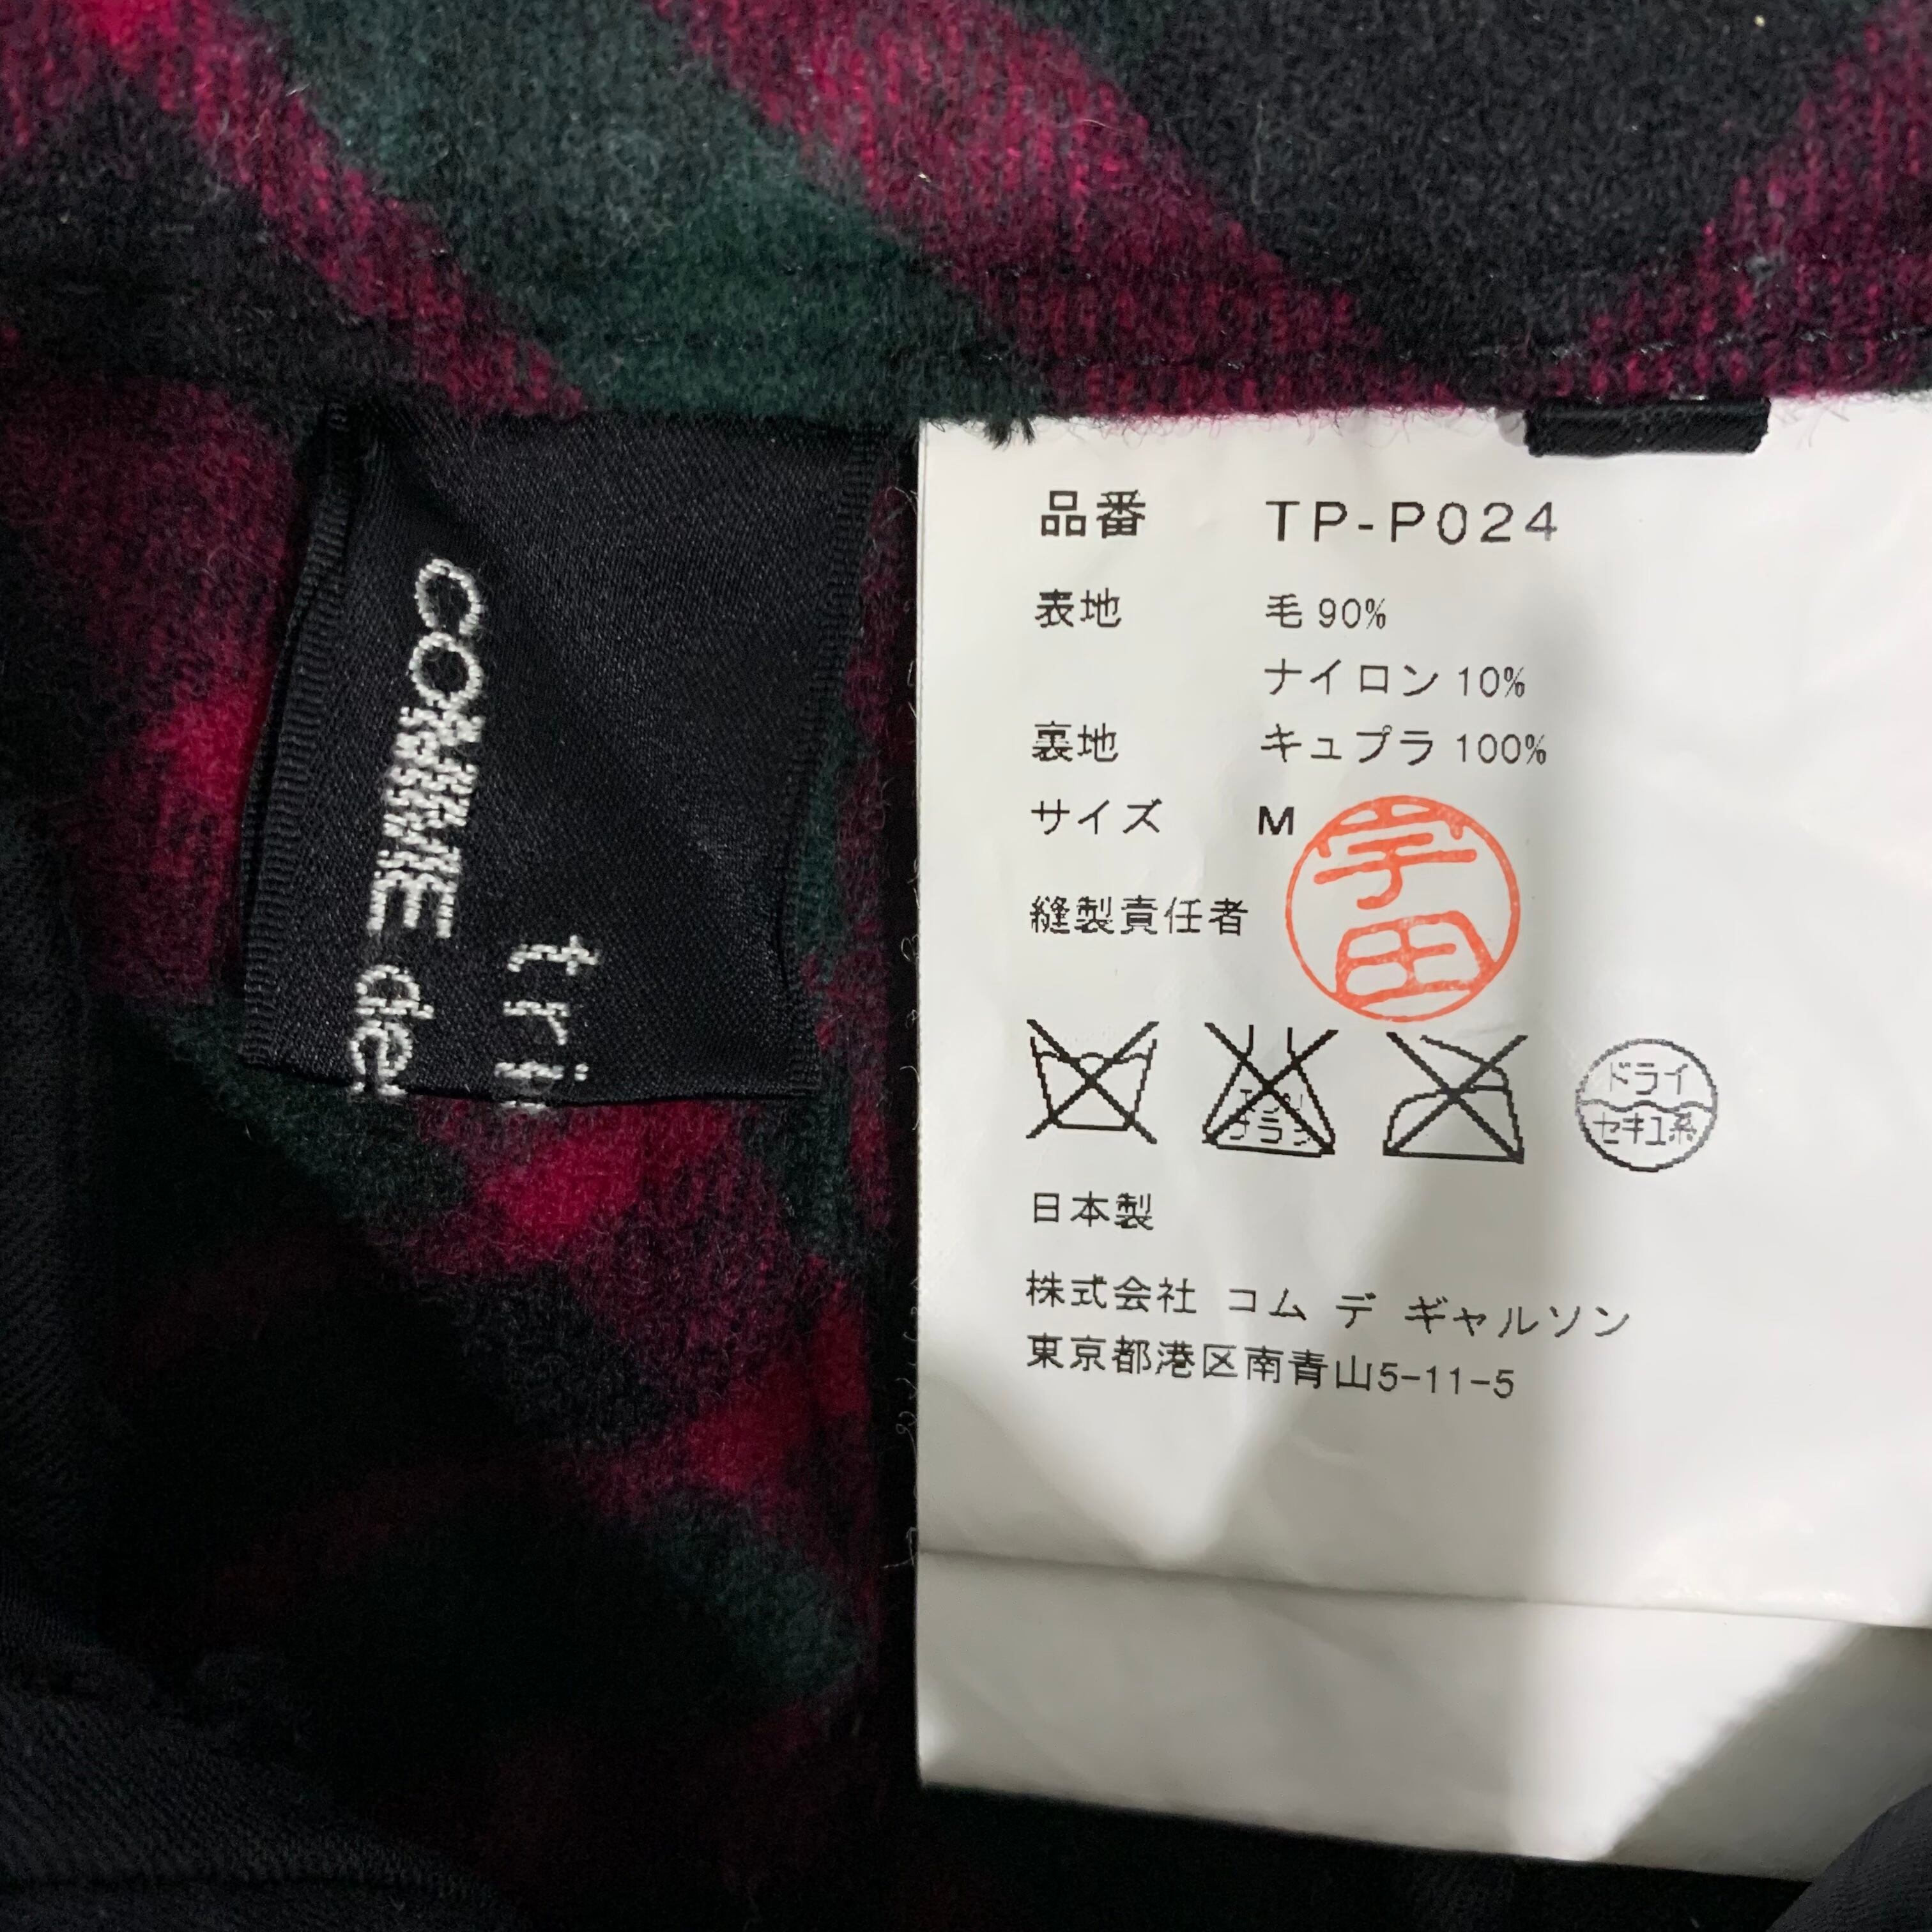 COMME de
tri
品番 TP-P024
表地 毛 90%
ナイロン 10%
裏地 キュプラ 100%
サイズ M
縫製責任者 宇田
ドライ
セキユ系
日本製
株式会社 コム デ ギャルソン
東京都港区南青山5-11-5